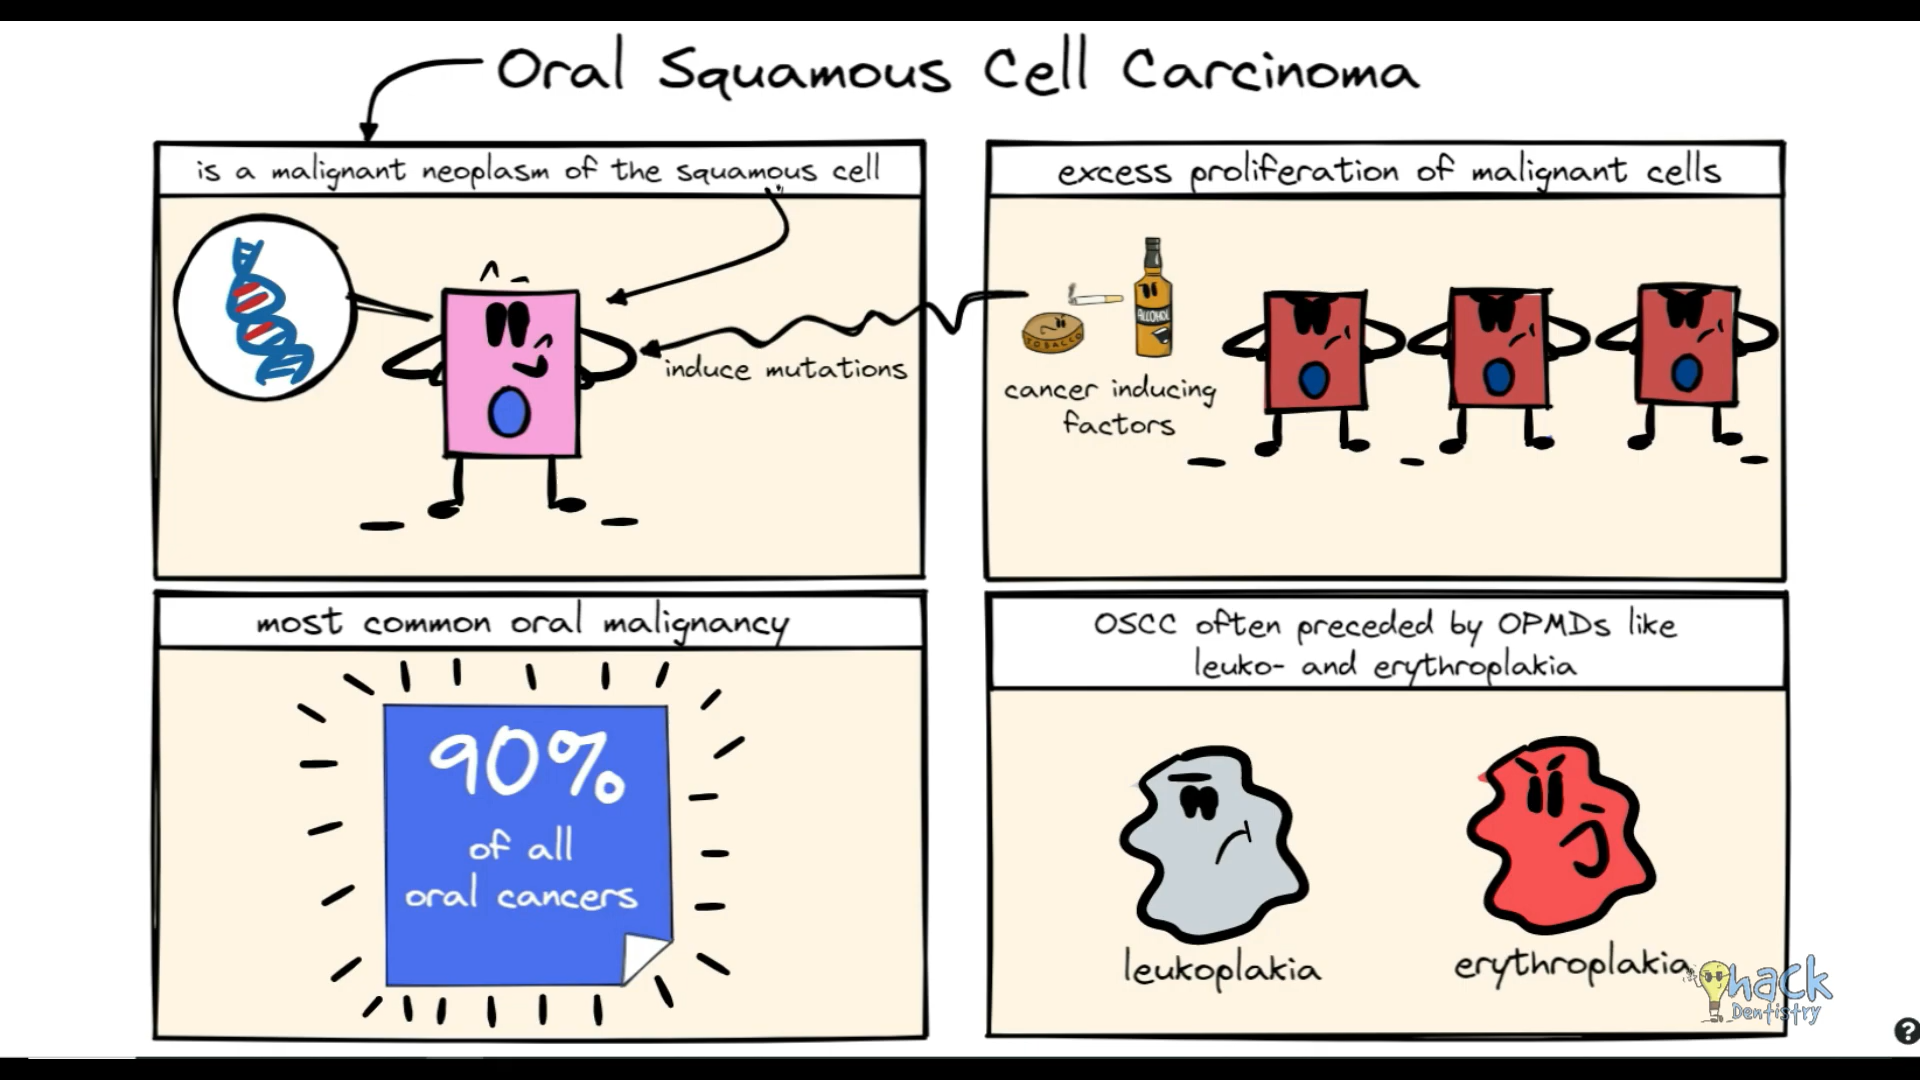 Oral Squamous Cell Carcinoma
is a malignant neoplasm of the squamous cell
induce mutations
excess proliferation of malignant cells
TOBACCO
ALCOHOL
cancer inducing
factors
most common oral malignancy
90%
of all
oral cancers
OSCC often preceded by OPMDs like
leuko- and erythroplakia
leukoplakia
erythroplakia
hack
Dentistry
?